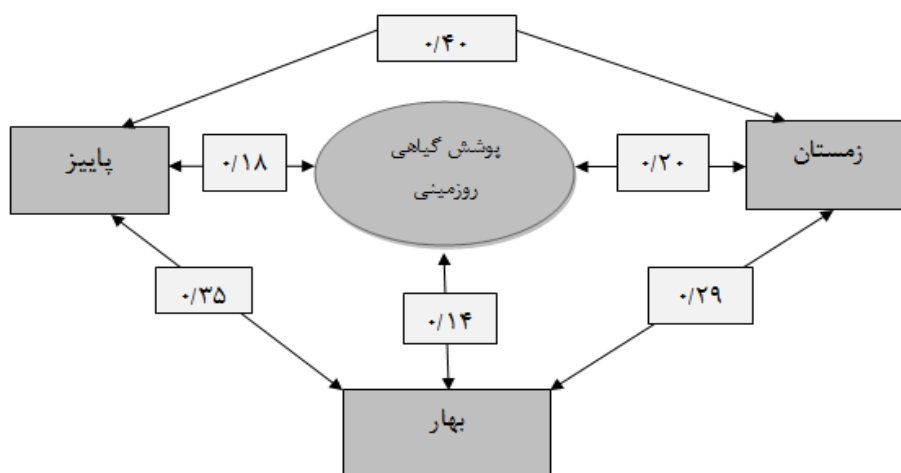 ۰/۴۰
زمستان
۰/۲۰
پوشش گیاهی
روزمینی
۰/۱۸
پاییز
۰/۲۹
۰/۱۴
۰/۳۵
بهار